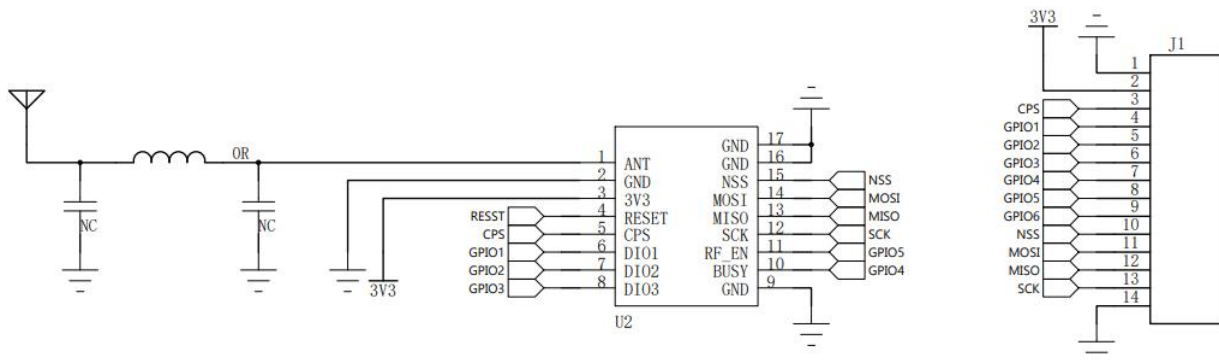 OR
NC
NC
3V3
RESST
CPS
GPIO1
GPIO2
GPIO3
1
2
3
4
5
6
7
8
ANT
GND
3V3
RESET
CPS
DIO1
DIO2
DIO3
GND
GND
NSS
MOSI
MISO
SCK
RF_EN
BUSY
GND
17
16
15
14
13
12
11
10
9
NSS
MOSI
MISO
SCK
GPIO5
GPIO4
U2
3V3
J1
CPS
GPIO1
GPIO2
GPIO3
GPIO4
GPIO5
GPIO6
NSS
MOSI
MISO
SCK
1
2
3
4
5
6
7
8
9
10
11
12
13
14